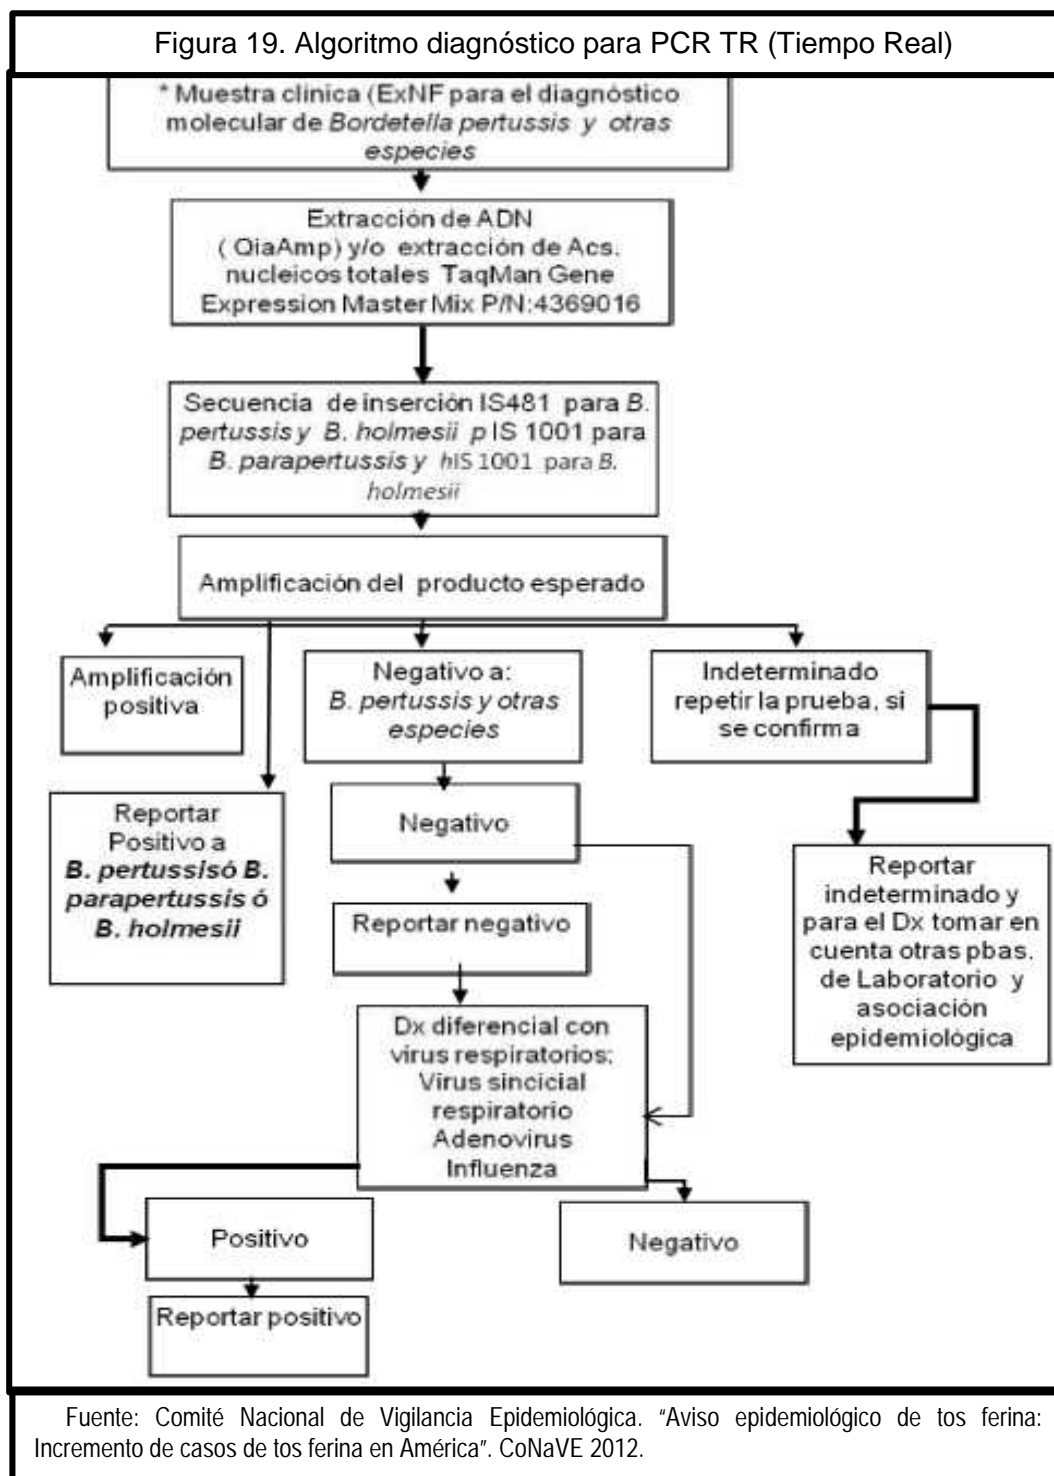 Figura 19. Algoritmo diagnóstico para PCR TR (Tiempo Real)
* Muestra clínica (ExNF para el diagnóstico
molecular de Bordetella pertussis y otras
especies
Extracción de ADN
( QiaAmp) y/o extracción de Acs.
nucleicos totales TaqMan Gene
Expression Master Mix P/N:4369016
Secuencia de inserción IS481 para B.
pertussis y B. holmesii p IS 1001 para
B. parapertussis y hIS 1001 para B.
holmesii
Amplificación del producto esperado
Amplificación
positiva
Negativo a:
B. pertussis y otras
especies
Indeterminado
repetir la prueba, si
se confirma
Reportar
Positivo a
B. pertussisó B.
parapertussis ó
B. holmesii
Negativo
Reportar negativo
Reportar
indeterminado y
para el Dx tomar en
cuenta otras pbas.
de Laboratorio y
asociación
epidemiológica
Dx diferencial con
virus respiratorios:
Virus sincicial
respiratorio
Adenovirus
Influenza
Positivo
Negativo
Reportar positivo
Fuente: Comité Nacional de Vigilancia Epidemiológica. "Aviso epidemiológico de tos ferina:
Incremento de casos de tos ferina en América". CoNaVE 2012.